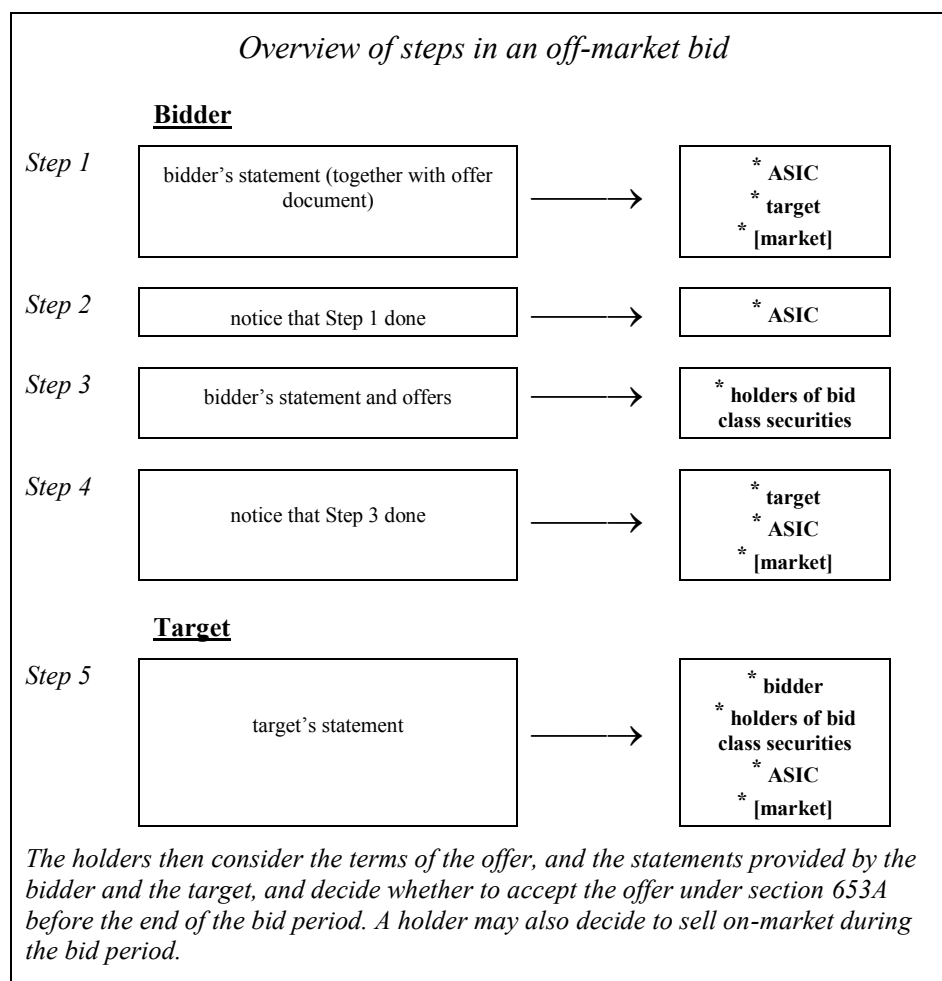 Overview of steps in an off-market bid
Bidder
Step 1
bidder’s statement (together with offer
document)
* ASIC
* target
* [market]
Step 2
notice that Step 1 done
* ASIC
Step 3
bidder’s statement and offers
* holders of bid
class securities
Step 4
notice that Step 3 done
* target
* ASIC
* [market]
Target
Step 5
target’s statement
* bidder
* holders of bid
class securities
* ASIC
* [market]
The holders then consider the terms of the offer, and the statements provided by the
bidder and the target, and decide whether to accept the offer under section 653A
before the end of the bid period. A holder may also decide to sell on-market during
the bid period.